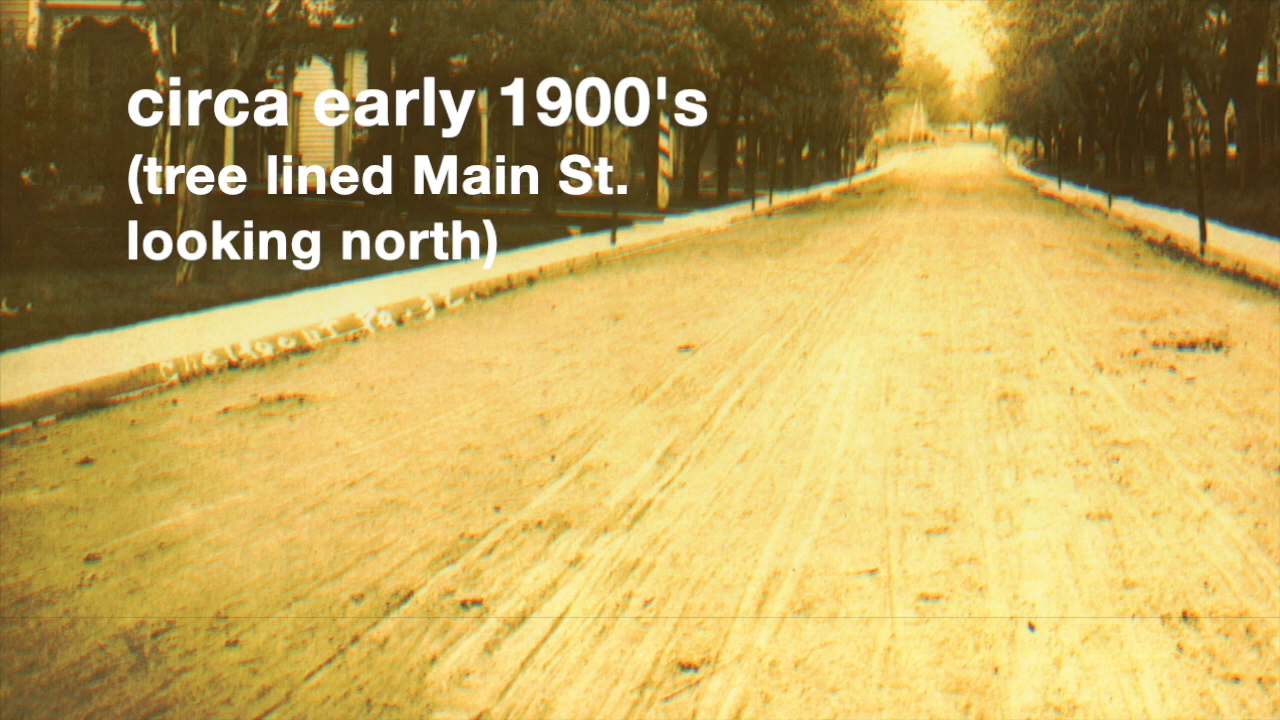 circa early 1900's
(tree lined Main St.
looking north)